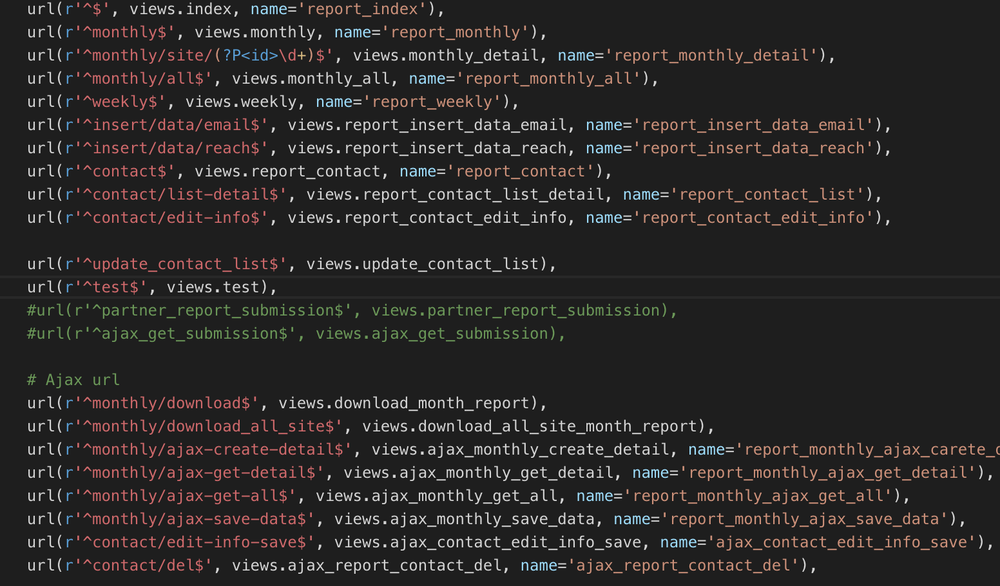 url(r'^$', views.index, name='report_index'),
url(r'^monthly$', views.monthly, name='report_monthly'),
url(r'^monthly/site/(?P<id>\d+)$', views.monthly_detail, name='report_monthly_detail'),
url(r'^monthly/all$', views.monthly_all, name='report_monthly_all'),
url(r'^weekly$', views.weekly, name='report_weekly'),
url(r'^insert/data/email$', views.report_insert_data_email, name='report_insert_data_email'),
url(r'^insert/data/reach$', views.report_insert_data_reach, name='report_insert_data_reach'),
url(r'^contact$', views.report_contact, name='report_contact'),
url(r'^contact/list-detail$', views.report_contact_list_detail, name='report_contact_list'),
url(r'^contact/edit-info$', views.report_contact_edit_info, name='report_contact_edit_info'),
url(r'^update_contact_list$', views.update_contact_list),
url(r'^test$', views.test),
#url(r'^partner_report_submission$', views.partner_report_submission),
#url(r'^ajax_get_submission$', views.ajax_get_submission),
# Ajax url
url(r'^monthly/download$', views.download_month_report),
url(r'^monthly/download_all_site$', views.download_all_site_month_report),
url(r'^monthly/ajax-create-detail$', views.ajax_monthly_create_detail, name='report_monthly_ajax_carete_
url(r'^monthly/ajax-get-detail$', views.ajax_monthly_get_detail, name='report_monthly_ajax_get_detail'),
url(r'^monthly/ajax-get-all$', views.ajax_monthly_get_all, name='report_monthly_ajax_get_all'),
url(r'^monthly/ajax-save-data$', views.ajax_monthly_save_data, name='report_monthly_ajax_save_data'),
url(r'^contact/edit-info-save$', views.ajax_contact_edit_info_save, name='ajax_contact_edit_info_save'),
url(r'^contact/del$', views.ajax_report_contact_del, name='ajax_report_contact_del'),